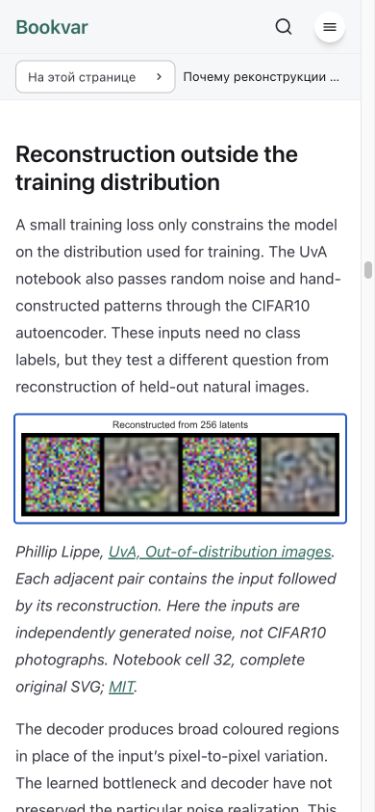 Bookvar
На этой странице
Почему реконструкции ...
Reconstruction outside the
training distribution
A small training loss only constrains the model
on the distribution used for training. The UvA
notebook also passes random noise and hand-
constructed patterns through the CIFAR10
autoencoder. These inputs need no class
labels, but they test a different question from
reconstruction of held-out natural images.
Reconstructed from 256 latents
Phillip Lippe, UvA, Out-of-distribution images.
Each adjacent pair contains the input followed
by its reconstruction. Here the inputs are
independently generated noise, not CIFAR10
photographs. Notebook cell 32, complete
original SVG; MIT.
The decoder produces broad coloured regions
in place of the input’s pixel-to-pixel variation.
The learned bottleneck and decoder have not
preserved the particular noise realization. This